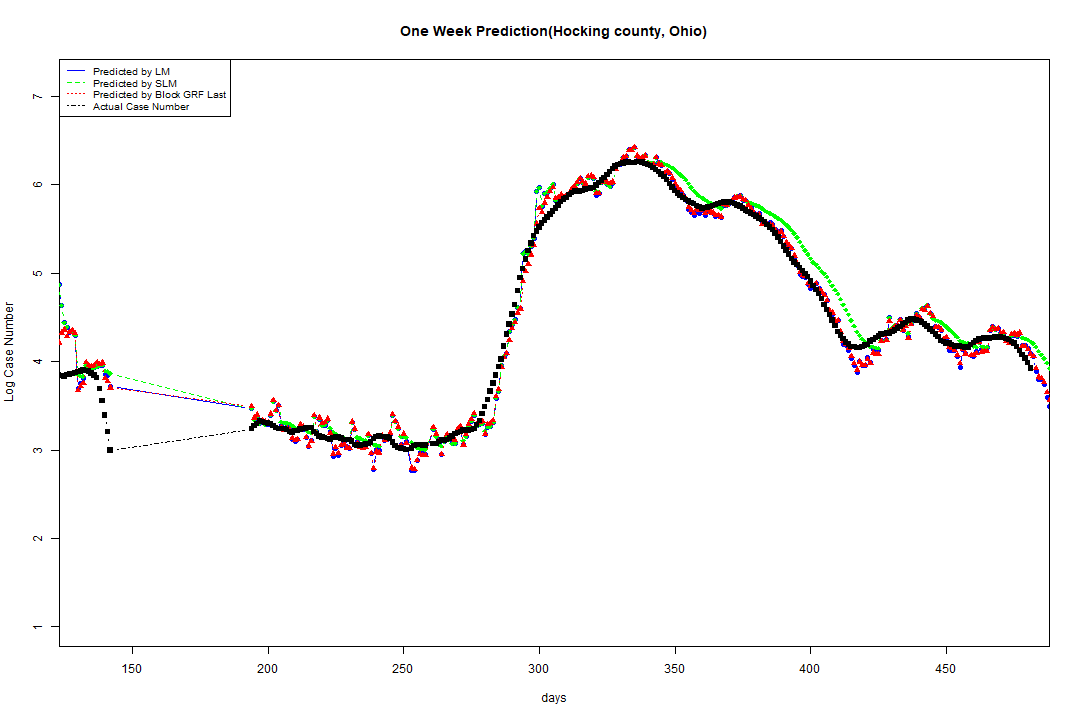 One Week Prediction(Hocking county, Ohio)
Predicted by LM
Predicted by SLM
Predicted by Block GRF Last
Actual Case Number
7
6
5
4
3
2
1
Log Case Number
150 200 250 300 350 400 450
days